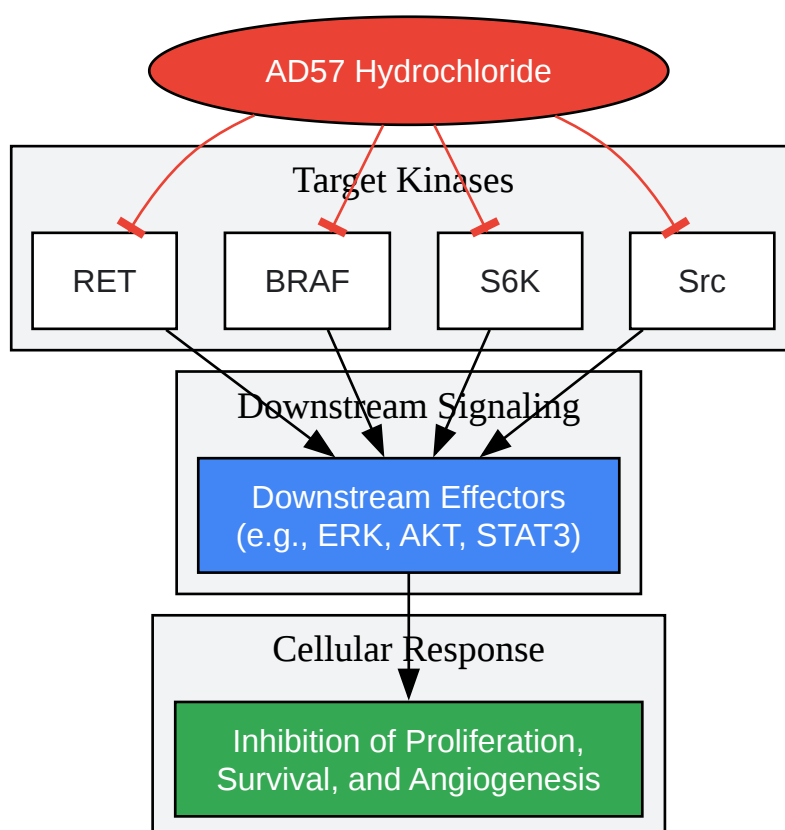 AD57 Hydrochloride
Target Kinases
RET
BRAF
S6K
Src
Downstream Signaling
Downstream Effectors
(e.g., ERK, AKT, STAT3)
Cellular Response
Inhibition of Proliferation,
Survival, and Angiogenesis